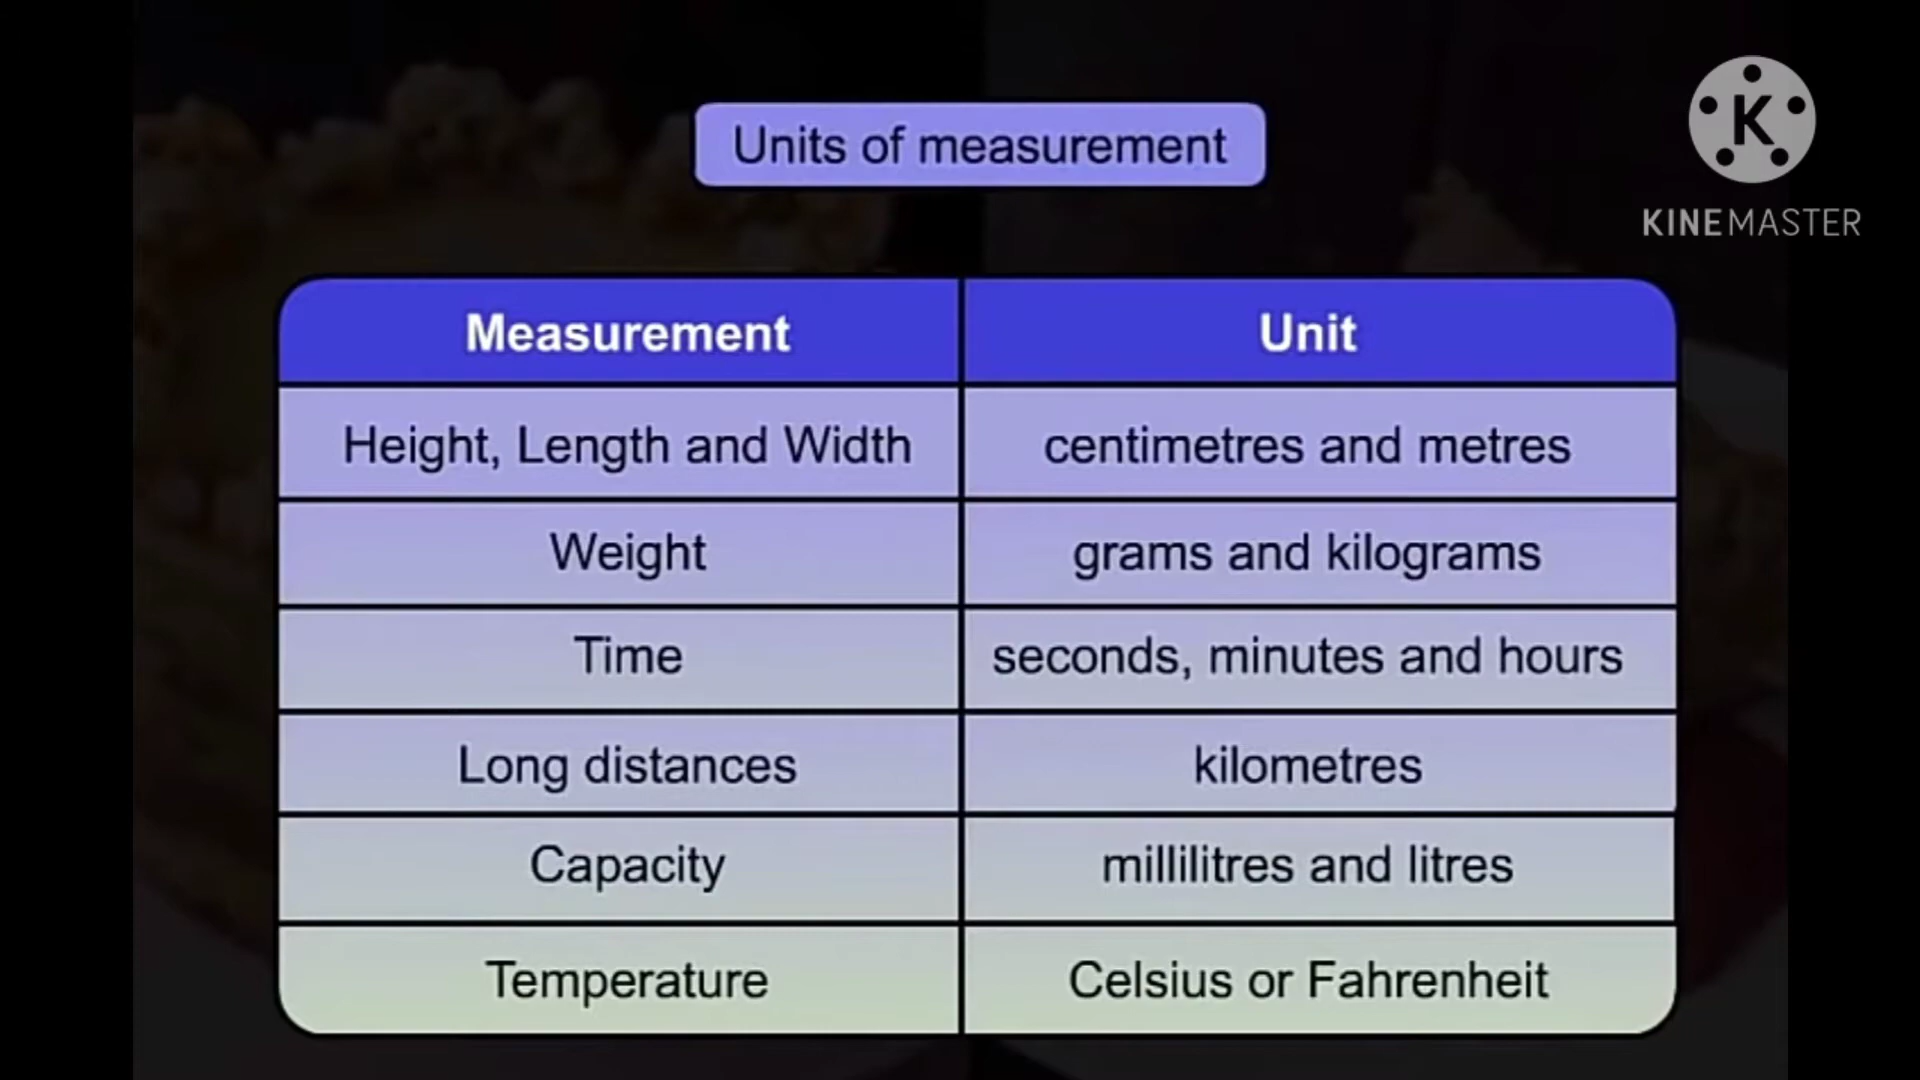 Units of measurement
K
KINEMASTER
Measurement Unit
Height, Length and Width centimetres and metres
Weight grams and kilograms
Time seconds, minutes and hours
Long distances kilometres
Capacity millilitres and litres
Temperature Celsius or Fahrenheit